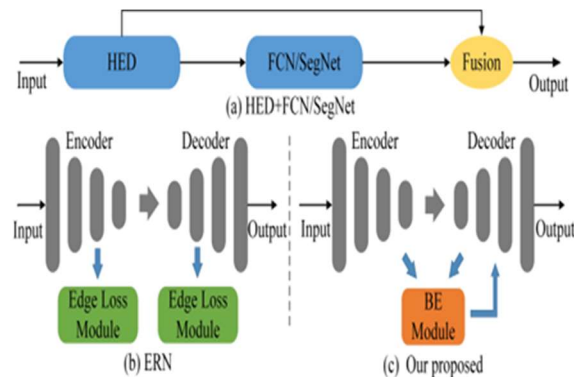 HED
FCN/SegNet
Fusion
Input
Output
(a) HED+FCN/SegNet
Encoder
Decoder
Input
Output
Edge Loss
Module
Edge Loss
Module
(b) ERN
Encoder
Decoder
Input
Output
BE
Module
(c) Our proposed